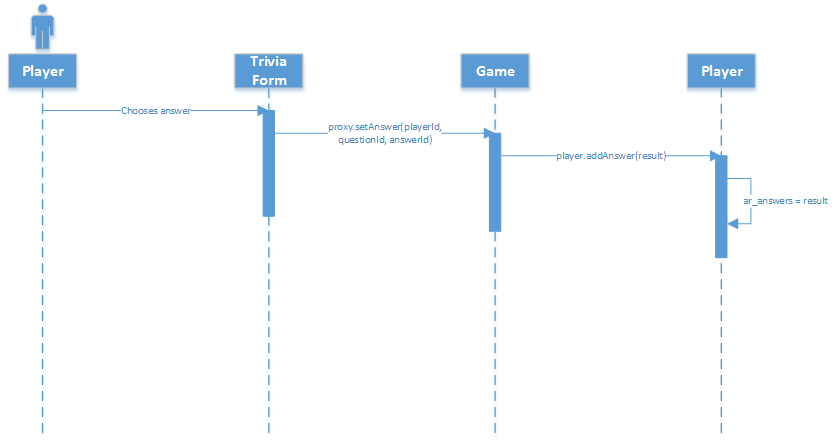 Player
Trivia
Form
Game
Player
Chooses answer
proxy.setAnswer(playerId,
questionId, answerId)
player.addAnswer(result)
ar_answers = result